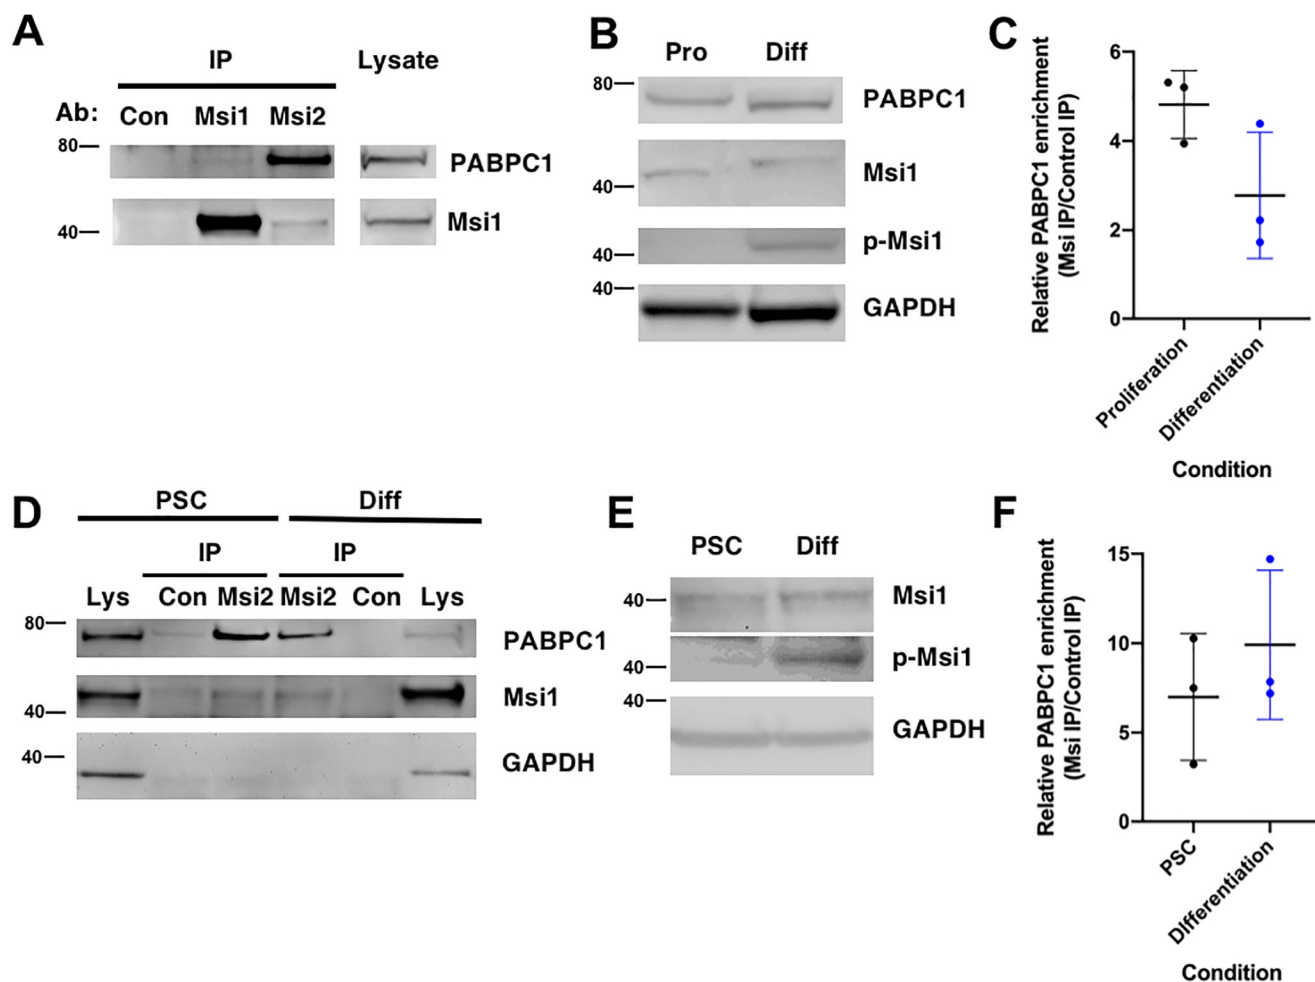 A
IP
Lysate
Ab:
Con
Msi1
Msi2
80
PABPC1
40
Msi1
B
Pro
Diff
80
PABPC1
40
Msi1
40
p-Msi1
40
GAPDH
C
Relative PABPC1 enrichment
(Msi IP/Control IP)
6
4
2
0
Proliferation
Differentiation
Condition
D
PSC
Diff
IP
IP
Lys
Con
Msi2
Msi2
Con
Lys
80
PABPC1
40
Msi1
40
GAPDH
E
PSC
Diff
40
Msi1
40
p-Msi1
40
GAPDH
F
Relative PABPC1 enrichment
(Msi IP/Control IP)
15
10
5
0
PSC
DIfferentiation
Condition